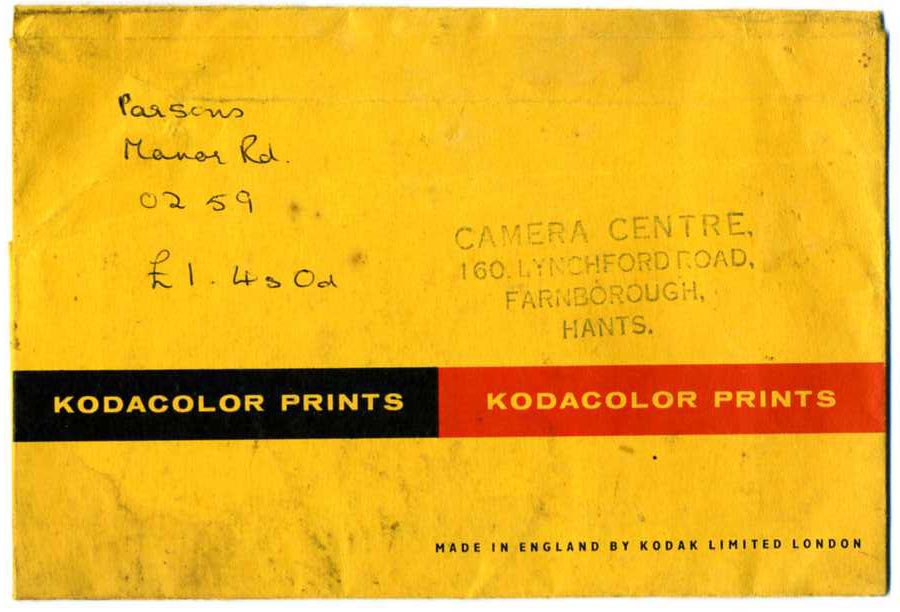 Parsons
Manor Rd.
02 59
£1. 4s 0d
CAMERA CENTRE,
160. LYNCHFORD ROAD,
FARNBOROUGH,
HANTS.
KODACOLOR PRINTS
KODACOLOR PRINTS
MADE IN ENGLAND BY KODAK LIMITED LONDON